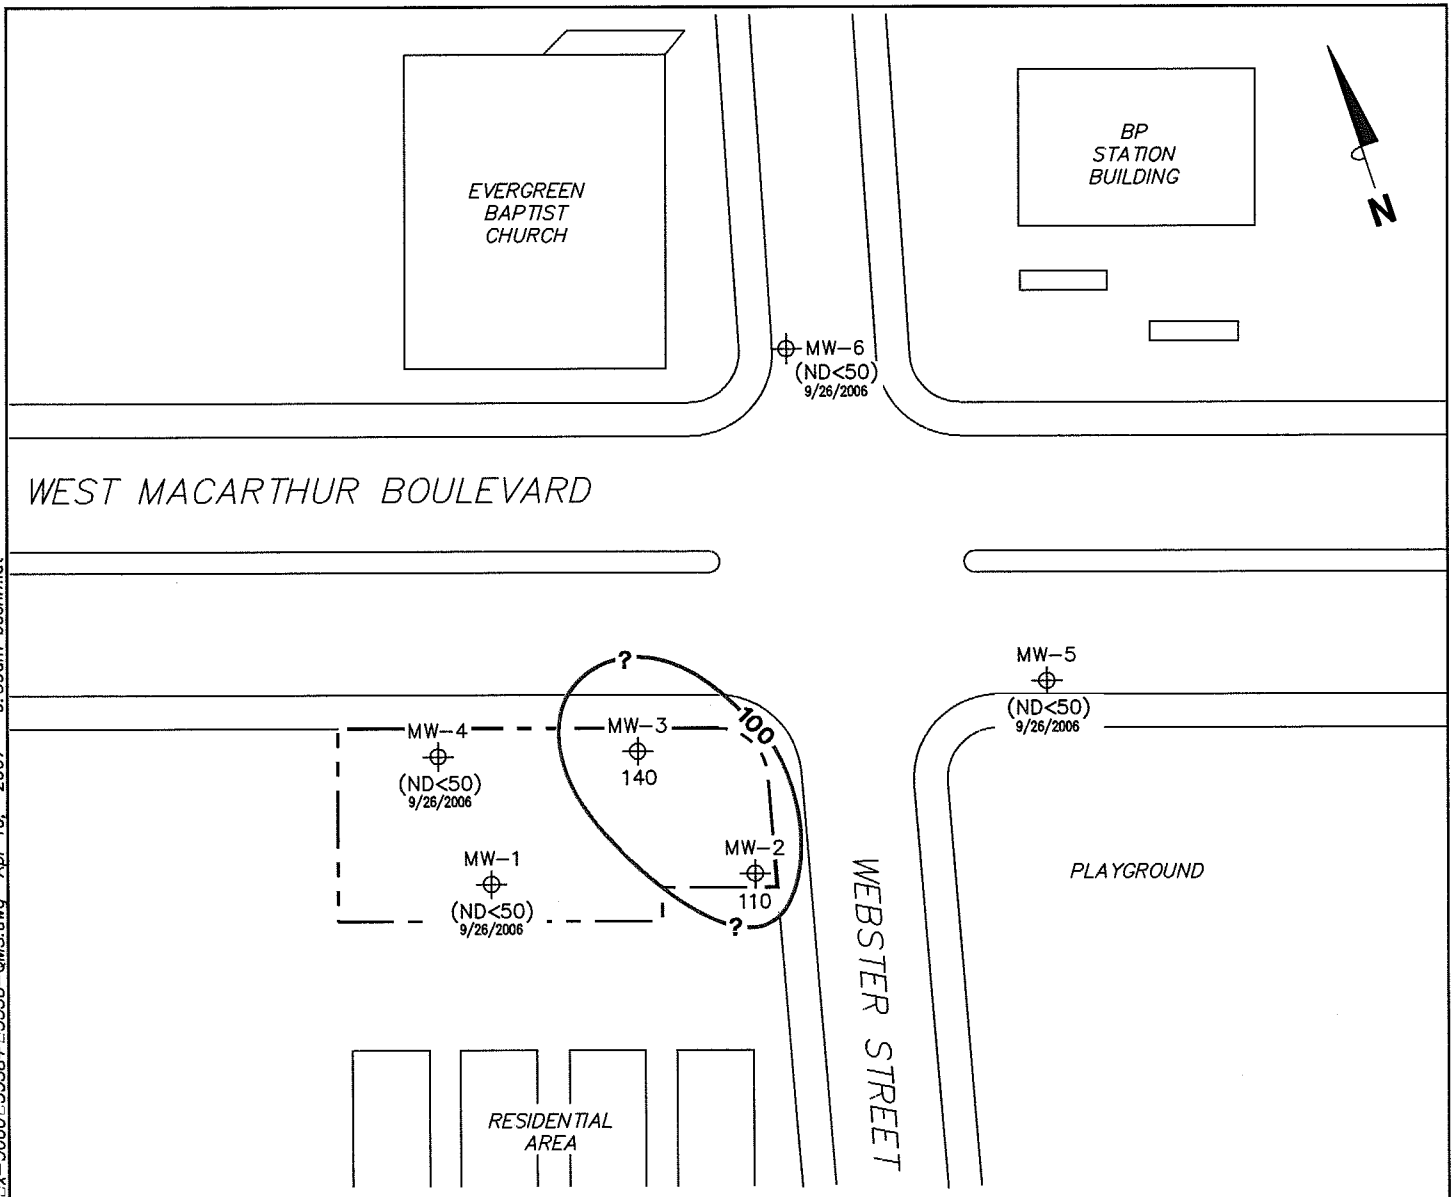 EVERGREEN
BAPTIST
CHURCH
BP
STATION
BUILDING
N
MW-6
(ND<50)
9/26/2006
WEST MACARTHUR BOULEVARD
?
MW-5
(ND<50)
9/26/2006
100
MW-4
(ND<50)
9/26/2006
MW-3
140
MW-2
110
MW-1
(ND<50)
9/26/2006
?
PLAYGROUND
WEBSTER STREET
RESIDENTIAL
AREA